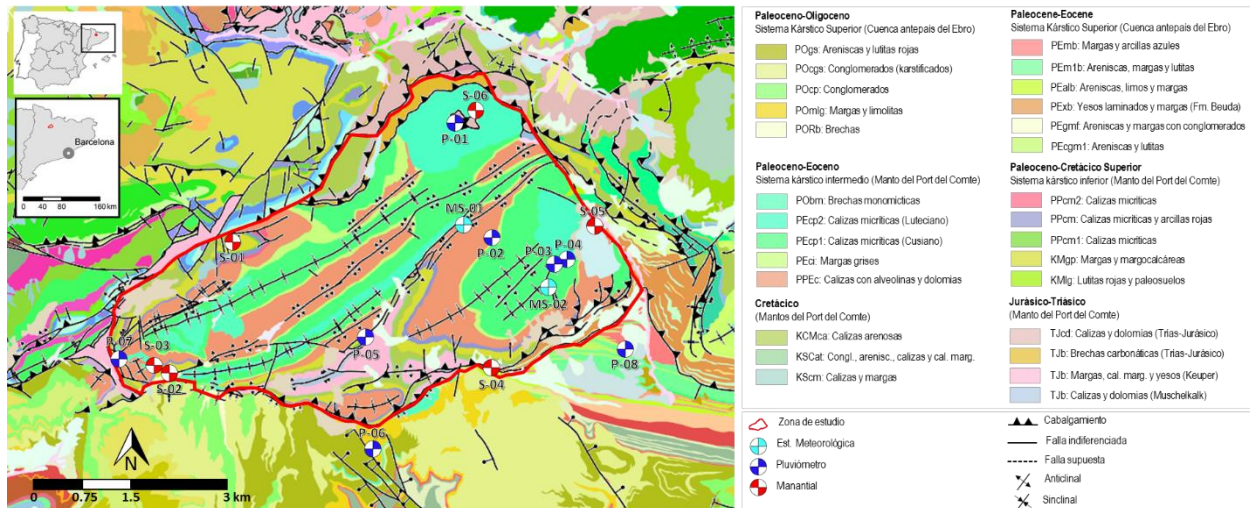 Barcelona
0 40 80 160 km
S-06
P-01
MS-01
S-05
S-01
P-02
P-03
P-04
MS-02
P-07
S-03
S-02
P-05
S-04
P-08
P-06
N
0 0.75 1.5 3 km
Paleoceno-Oligoceno
Sistema Kárstico Superior (Cuenca antepais del Ebro)
POgs: Areniscas y lutitas rojas
POcgs: Conglomerados (karstificados)
POcp: Conglomerados
POmlg: Margas y limolitas
PORb: Brechas
Paleoceno-Eoceno
Sistema kárstico intermedio (Manto del Port del Comte)
PObm: Brechas monomícticas
PEcp2: Calizas micríticas (Luteciano)
PEcp1: Calizas micríticas (Cusiano)
PEci: Margas grises
PPEc: Calizas con alveolinas y dolomias
Cretácico
(Mantos del Port del Comte)
KCMca: Calizas arenosas
KSCat: Congl., arenisc., calizas y cal. marg.
KScm: Calizas y margas
Paleocene-Eocene
Sistema Kárstico Superior (Cuenca antepais del Ebro)
PEmb: Margas y arcillas azules
PEm1b: Areniscas, margas y lutitas
PEalb: Areniscas, limos y margas
PExb: Yesos laminados y margas (Fm. Beuda)
PEgmf: Areniscas y margas con conglomerados
PEcgm1: Areniscas y lutitas
Paleoceno-Cretácico Superior
Sistema kárstico inferior (Manto del Port del Comte)
PPcm2: Calizas micríticas
PPcm: Calizas micríticas y arcillas rojas
PPcm1: Calizas micríticas
KMgp: Margas y margocalcáreas
KMlg: Lutitas rojas y paleosuelos
Jurásico-Triásico
(Manto del Port del Comte)
TJcd: Calizas y dolomías (Trias-Jurásico)
TJb: Brechas carbonáticas (Trias-Jurásico)
TJb: Margas, cal. marg. y yesos (Keuper)
TJb: Calizas y dolomías (Muschelkalk)
Zona de estudio
Est. Meteorológica
Pluviómetro
Manantial
Cabalgamiento
Falla indiferenciada
Falla supuesta
Anticlinal
Sinclinal